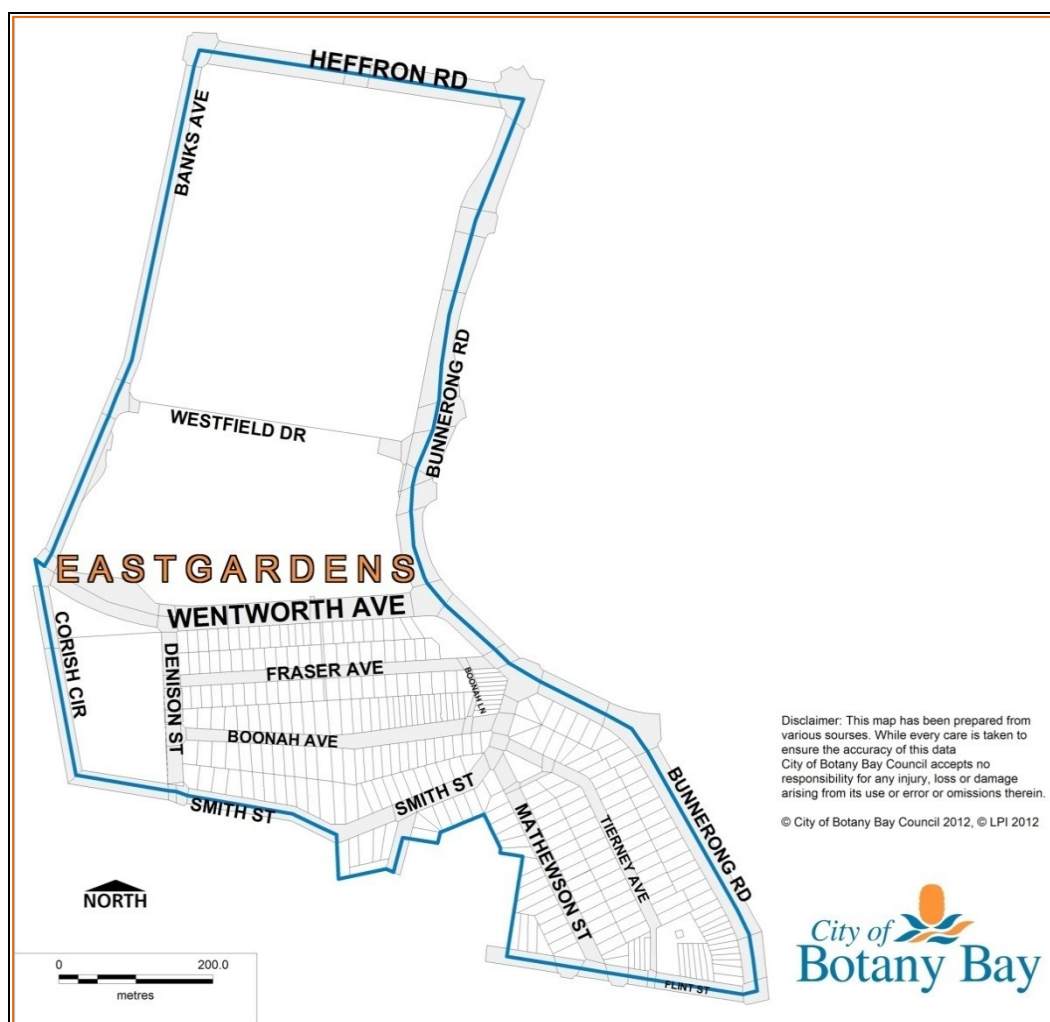 HEFFRON RD
BANKS AVE
BUNNERONG RD
WESTFIELD DR
EASTGARDENS
WENTWORTH AVE
CORISH CIR
DENISON ST
FRASER AVE
BOONAH LN
BOONAH AVE
SMITH ST
SMITH ST
MATHEWSON ST
TIERNEY AVE
BUNNERONG RD
FLINT ST
Disclaimer: This map has been prepared from
various sourses. While every care is taken to
ensure the accuracy of this data
City of Botany Bay Council accepts no
responsibility for any injury, loss or damage
arising from its use or error or omissions therein.
© City of Botany Bay Council 2012, © LPI 2012
NORTH
0 200.0
metres
City of
Botany Bay